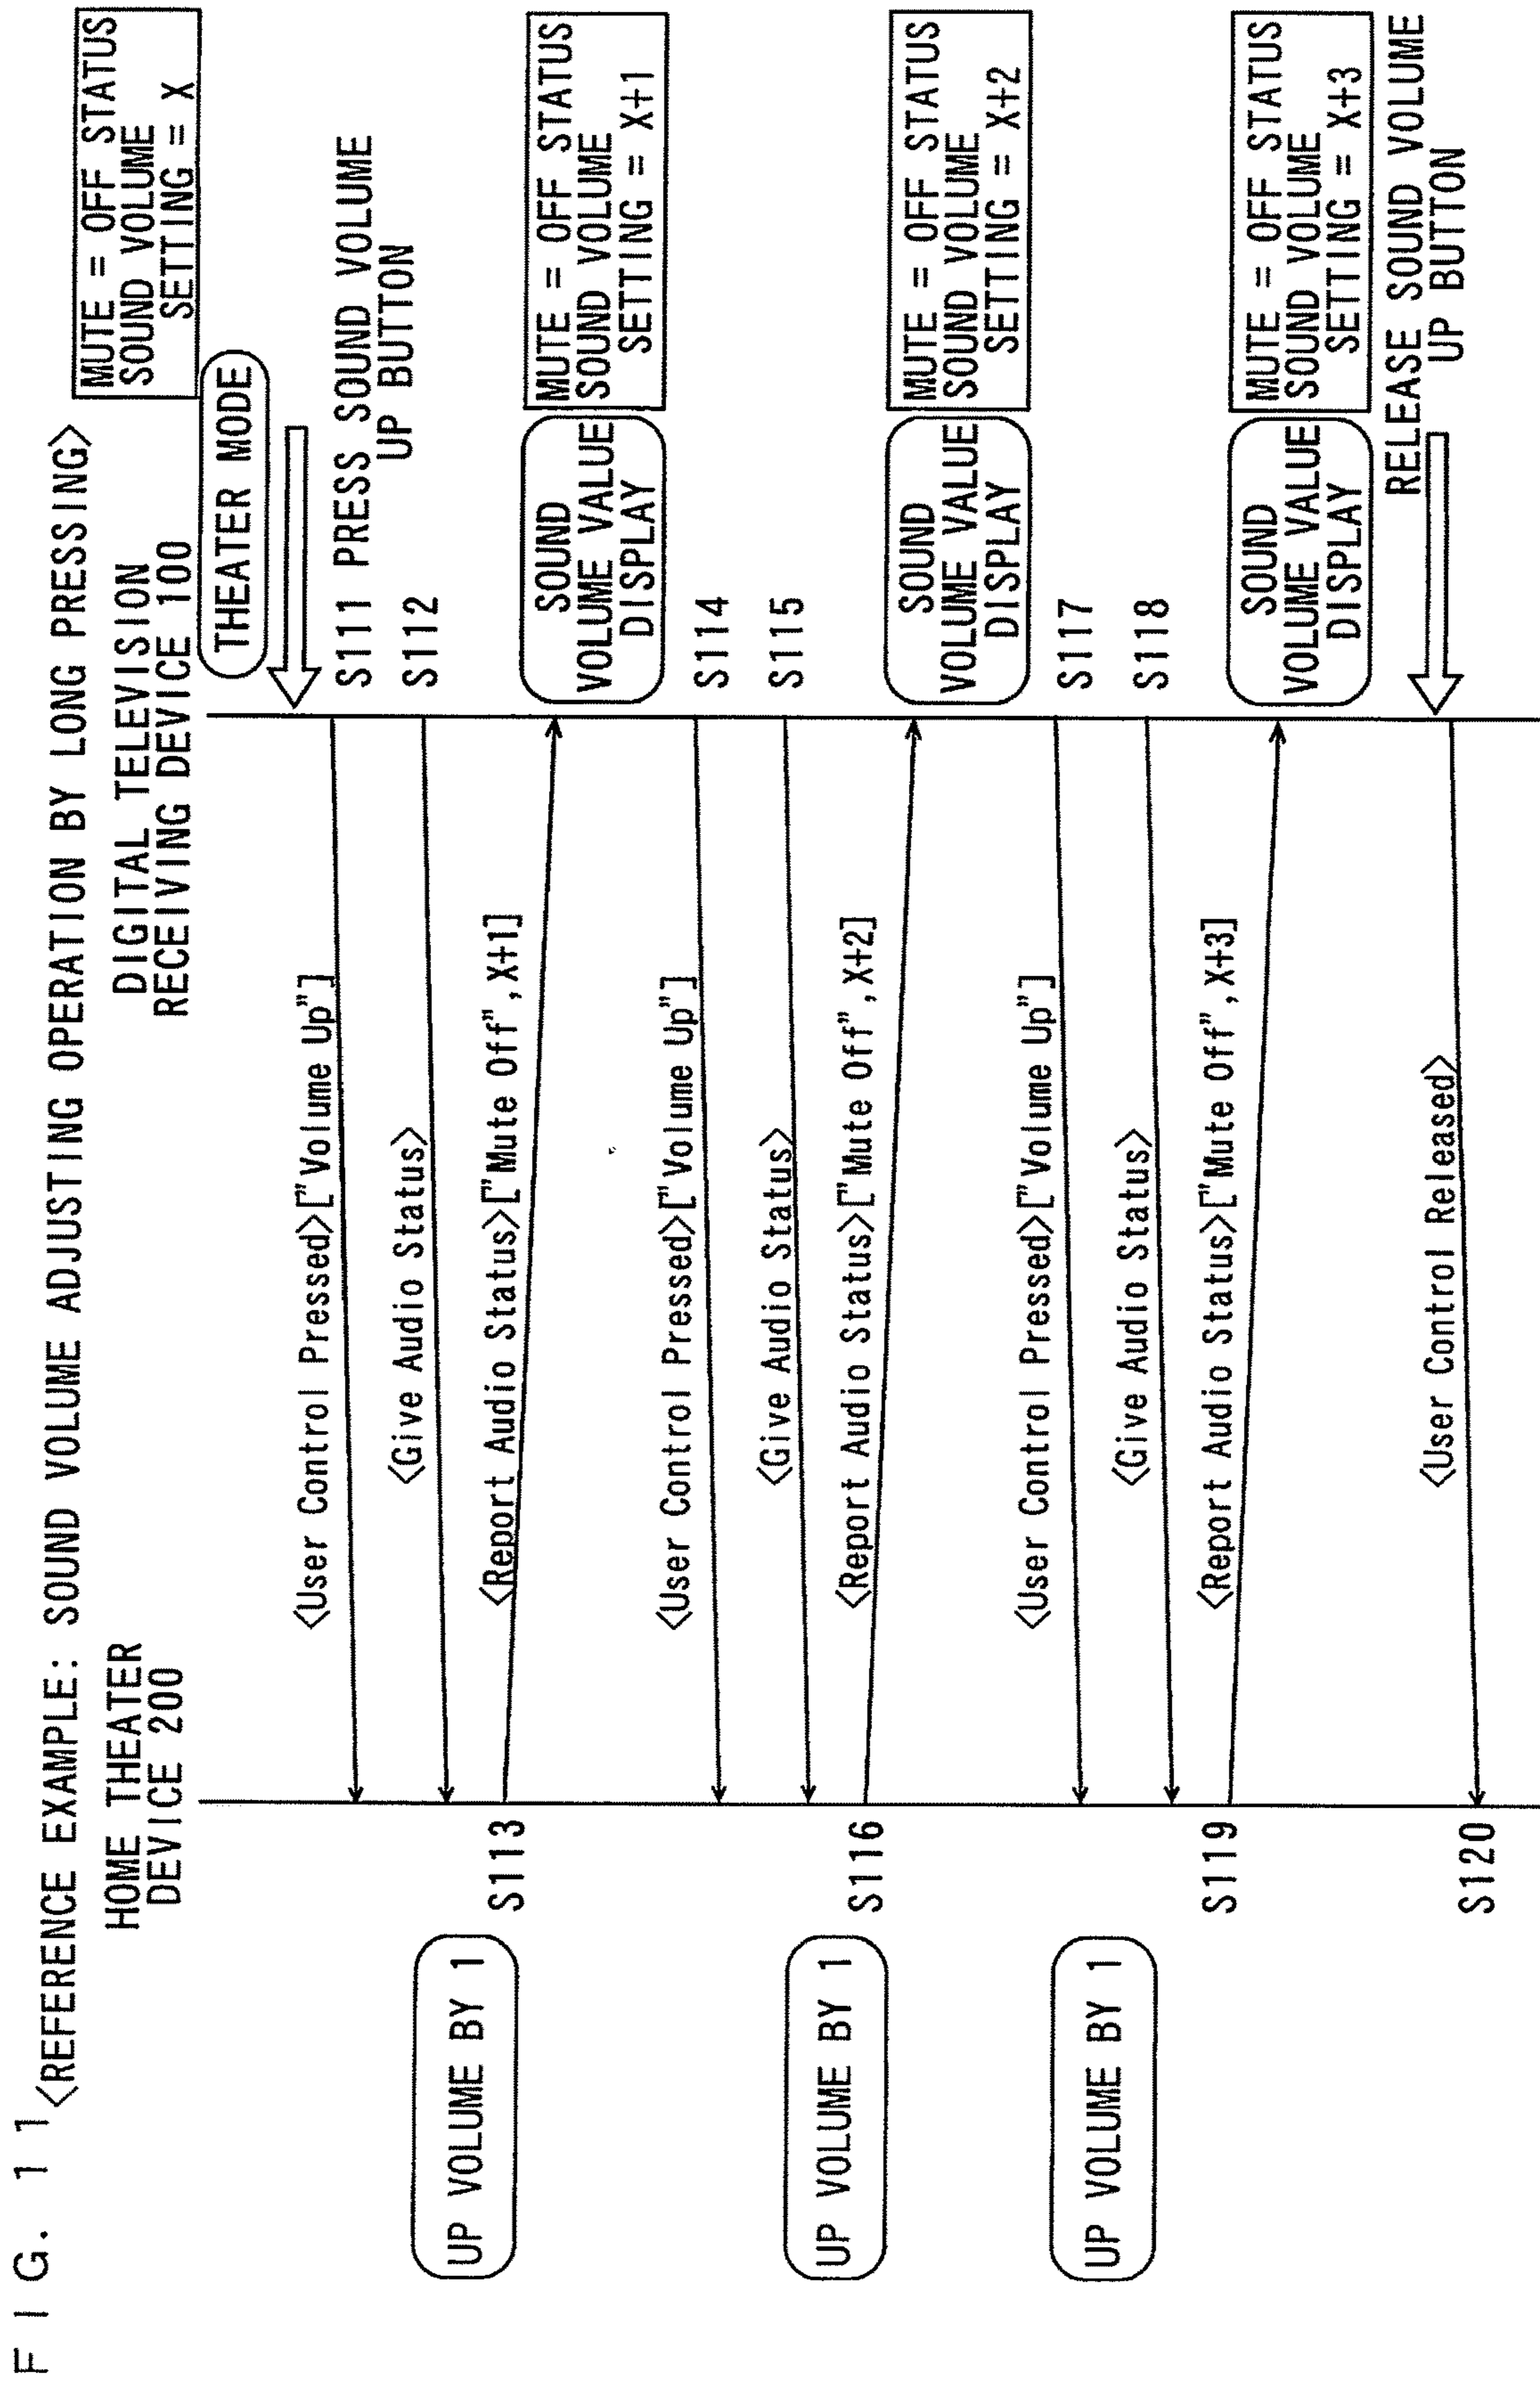 FIG. 11
<REFERENCE EXAMPLE: SOUND VOLUME ADJUSTING OPERATION BY LONG PRESSING>
HOME THEATER
DEVICE 200
DIGITAL TELEVISION
RECEIVING DEVICE 100
MUTE = OFF STATUS
SOUND VOLUME
SETTING = X
THEATER MODE
<User Control Pressed>["Volume Up"]
S111 PRESS SOUND VOLUME
UP BUTTON
<Give Audio Status>
S112
UP VOLUME BY 1
S113
<Report Audio Status>["Mute Off",X+1]
SOUND
VOLUME VALUE
DISPLAY
MUTE = OFF STATUS
SOUND VOLUME
SETTING = X+1
<User Control Pressed>["Volume Up"]
S114
<Give Audio Status>
S115
UP VOLUME BY 1
S116
<Report Audio Status>["Mute Off",X+2]
SOUND
VOLUME VALUE
DISPLAY
MUTE = OFF STATUS
SOUND VOLUME
SETTING = X+2
<User Control Pressed>["Volume Up"]
S117
<Give Audio Status>
S118
UP VOLUME BY 1
S119
<Report Audio Status>["Mute Off",X+3]
SOUND
VOLUME VALUE
DISPLAY
MUTE = OFF STATUS
SOUND VOLUME
SETTING = X+3
RELEASE SOUND VOLUME
UP BUTTON
<User Control Released>
S120